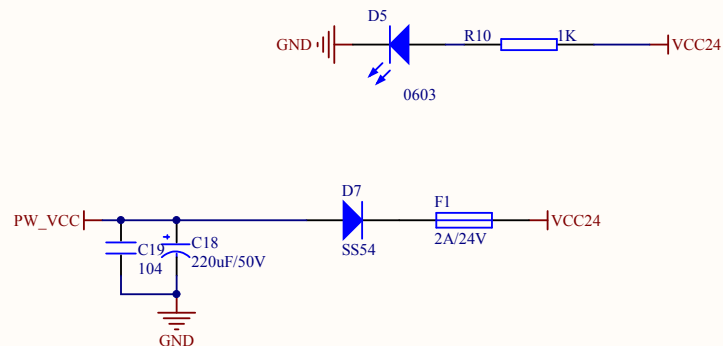 D5
GND
R10
1K
VCC24
0603
D7
F1
PW_VCC
VCC24
C19
C18
SS54
2A/24V
104
220uF/50V
GND